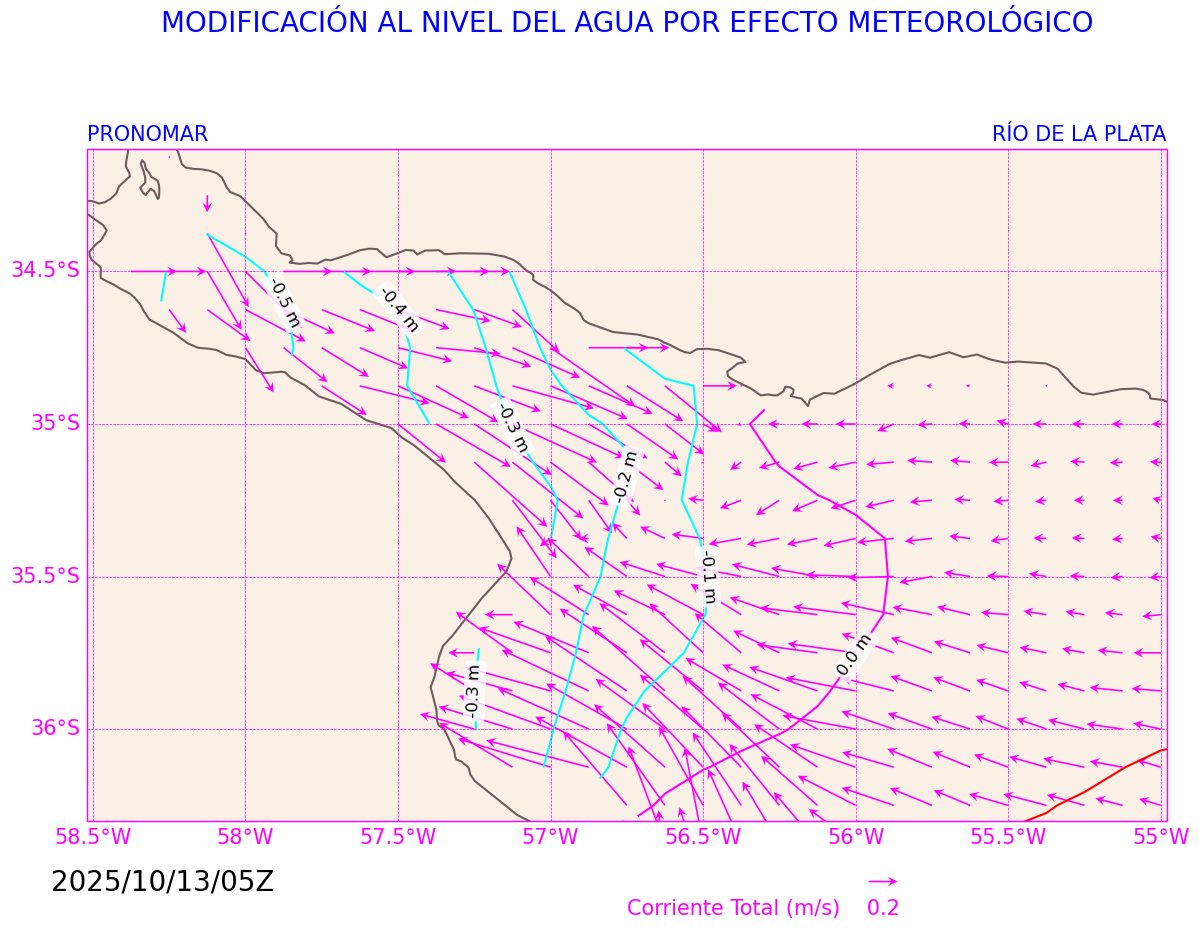 MODIFICACIÓN AL NIVEL DEL AGUA POR EFECTO METEOROLÓGICO
PRONOMAR
RÍO DE LA PLATA
34.5°S
35°S
35.5°S
36°S
-0.5 m
-0.4 m
-0.3 m
-0.2 m
-0.1 m
0.0 m
-0.3 m
58.5°W
58°W
57.5°W
57°W
56.5°W
56°W
55.5°W
55°W
2025/10/13/05Z
Corriente Total (m/s)
0.2